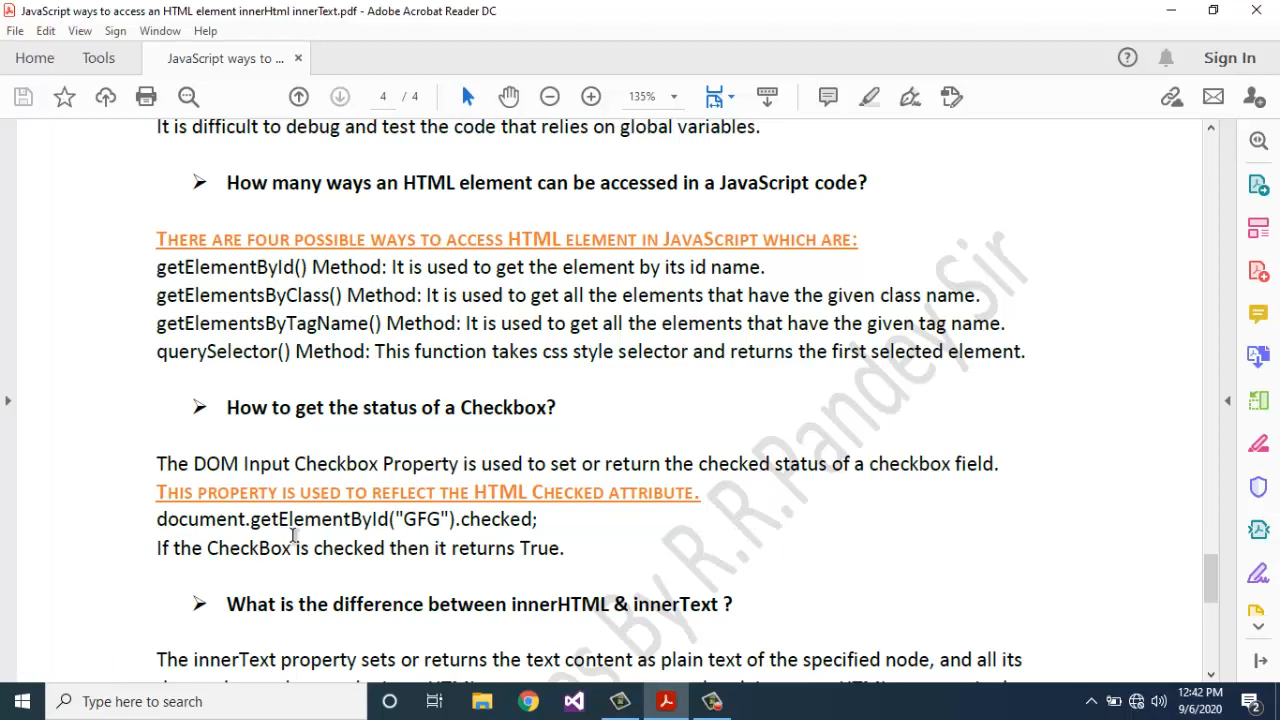 JavaScript ways to access an HTML element innerHtml innerText.pdf - Adobe Acrobat Reader DC
File Edit View Sign Window Help
Home Tools JavaScript ways to ... × Sign In
4 / 4 135%
It is difficult to debug and test the code that relies on global variables.
➢ How many ways an HTML element can be accessed in a JavaScript code?
THERE ARE FOUR POSSIBLE WAYS TO ACCESS HTML ELEMENT IN JAVASCRIPT WHICH ARE:
getElementById() Method: It is used to get the element by its id name.
getElementsByClass() Method: It is used to get all the elements that have the given class name.
getElementsByTagName() Method: It is used to get all the elements that have the given tag name.
querySelector() Method: This function takes css style selector and returns the first selected element.
➢ How to get the status of a Checkbox?
The DOM Input Checkbox Property is used to set or return the checked status of a checkbox field.
THIS PROPERTY IS USED TO REFLECT THE HTML CHECKED ATTRIBUTE.
document.getElementById("GFG").checked;
If the CheckBox is checked then it returns True.
➢ What is the difference between innerHTML & innerText ?
The innerText property sets or returns the text content as plain text of the specified node, and all its
By R.R.Pandey Sir
Type here to search
12:42 PM
9/6/2020
2